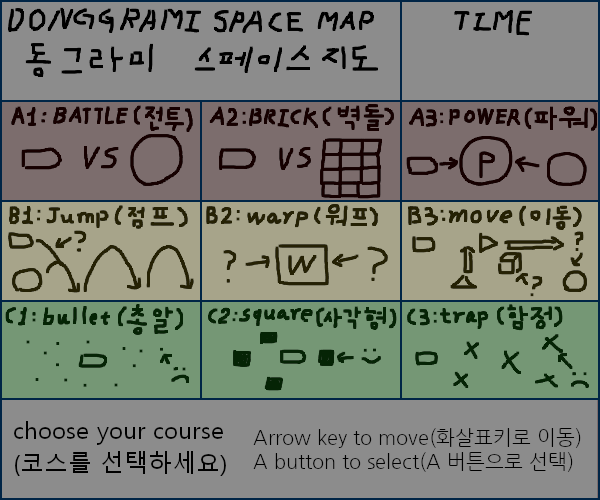 DONGGRAMI SPACE MAP
동그라미 스페이스 지도
TIME
A1:BATTLE(전투)
VS
A2:BRICK(벽돌)
VS
A3:POWER(파워)
P
B1:Jump(점프)
?
B2:warp(워프)
? W ?
B3:move(이동)
?
?
C1:bullet(총알)
C2:square(사각형)
C3:trap(함정)
choose your course
(코스를 선택하세요)
Arrow key to move(화살표키로 이동)
A button to select(A 버튼으로 선택)